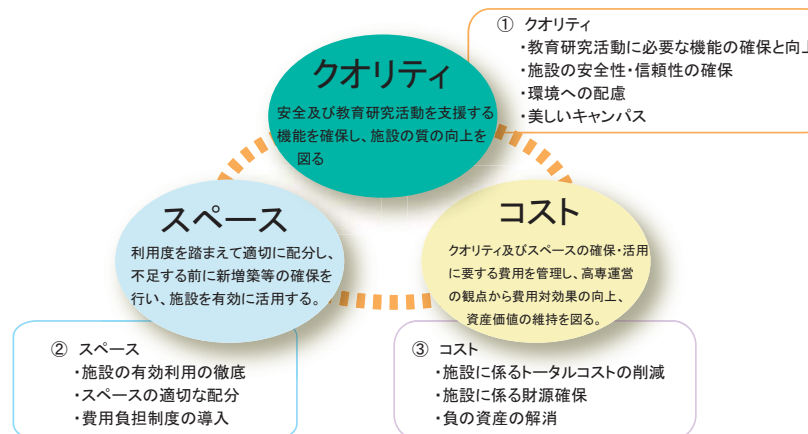 ① クオリティ
・教育研究活動に必要な機能の確保と向上
・施設の安全性・信頼性の確保
・環境への配慮
・美しいキャンパス
クオリティ
安全及び教育研究活動を支援する
機能を確保し、施設の質の向上を
図る
スペース
利用度を踏まえて適切に配分し、
不足する前に新増築等の確保を
行い、施設を有効に活用する。
コスト
クオリティ及びスペースの確保・活用
に要する費用を管理し、高専運営
の観点から費用対効果の向上、
資産価値の維持を図る。
② スペース
・施設の有効利用の徹底
・スペースの適切な配分
・費用負担制度の導入
③ コスト
・施設に係るトータルコストの削減
・施設に係る財源確保
・負の資産の解消